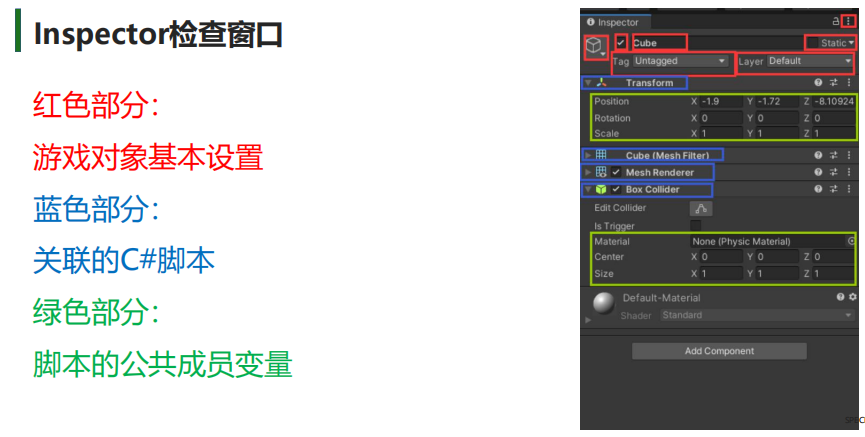 Inspector检查窗口
红色部分：
游戏对象基本设置
蓝色部分：
关联的C#脚本
绿色部分：
脚本的公共成员变量
Inspector
Cube Static
Tag Untagged Layer Default
Transform
Position X -1.9 Y -1.72 Z -8.10924
Rotation X 0 Y 0 Z 0
Scale X 1 Y 1 Z 1
Cube (Mesh Filter)
Mesh Renderer
Box Collider
Edit Collider
Is Trigger
Material None (Physic Material)
Center X 0 Y 0 Z 0
Size X 1 Y 1 Z 1
Default-Material
Shader Standard
Add Component